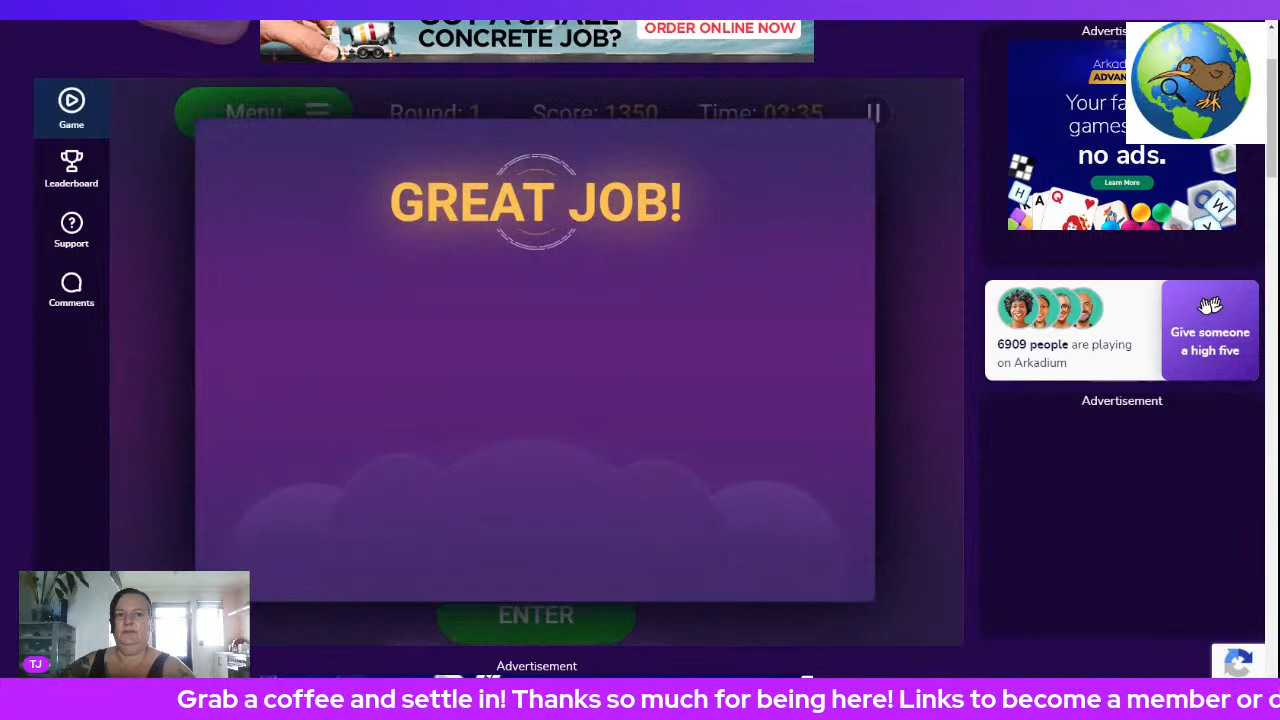 CONCRETE JOB?
ORDER ONLINE NOW
Game
Leaderboard
Support
Comments
Menu
Round: 1
Score: 1350
Time: 03:35
GREAT JOB!
ENTER
Advertisement
Your
games
no ads.
Learn More
6909 people are playing
on Arkadium
Give someone
a high five
Advertisement
TJ
Grab a coffee and settle in! Thanks so much for being here! Links to become a member or